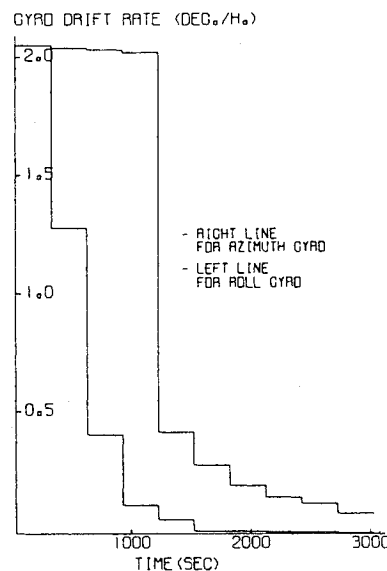 GYRO DRIFT RATE (DEG./H.)
2.0
1.5
- RIGHT LINE
FOR AZIMUTH GYRO
- LEFT LINE
FOR ROLL GYRO
1.0
0.5
1000
2000
3000
TIME(SEC)